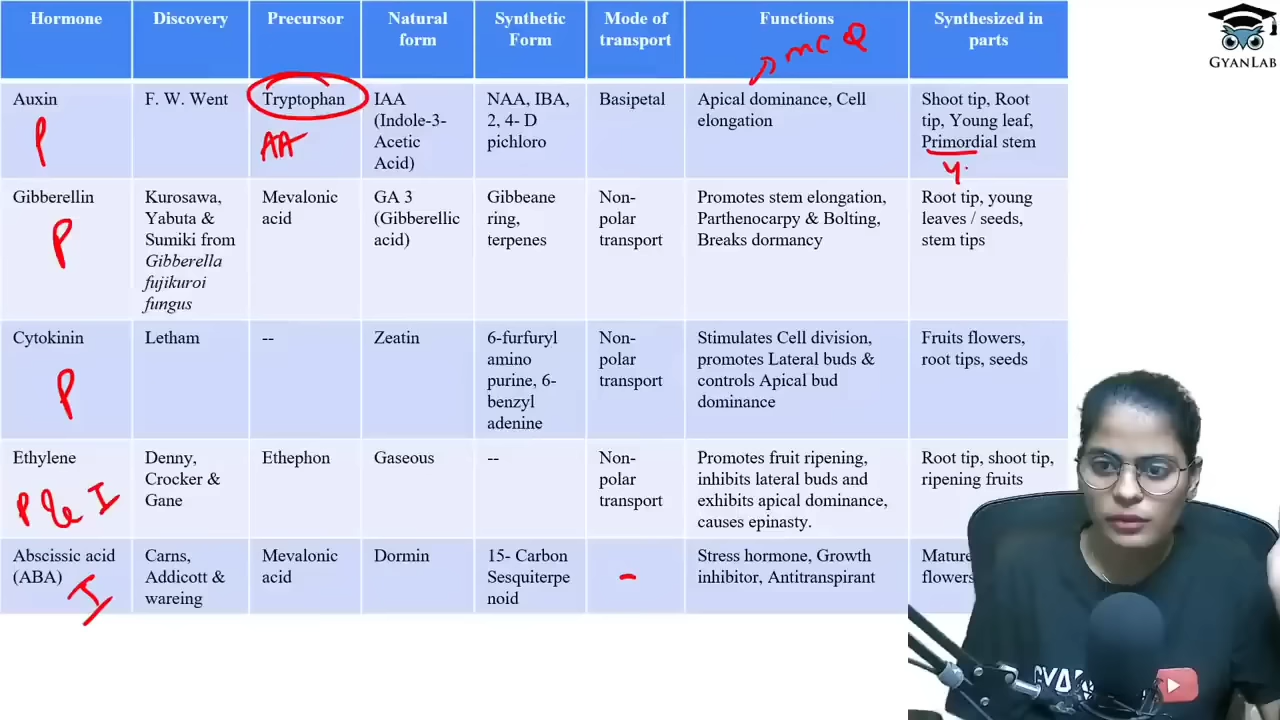 Hormone
Discovery
Precursor
Natural
form
Synthetic
Form
Mode of
transport
Functions
Synthesized in
parts
GYANLAB
MCQ
Auxin
P
F. W. Went
Tryptophan
AA
IAA
(Indole-3-
Acetic
Acid)
NAA, IBA,
2, 4- D
pichloro
Basipetal
Apical dominance, Cell
elongation
Shoot tip, Root
tip, Young leaf,
Primordial stem
Y
Gibberellin
P
Kurosawa,
Yabuta &
Sumiki from
Gibberella
fujikuroi
fungus
Mevalonic
acid
GA 3
(Gibberellic
acid)
Gibbeane
ring,
terpenes
Non-
polar
transport
Promotes stem elongation,
Parthenocarpy & Bolting,
Breaks dormancy
Root tip, young
leaves / seeds,
stem tips
Cytokinin
P
Letham
--
Zeatin
6-furfuryl
amino
purine, 6-
benzyl
adenine
Non-
polar
transport
Stimulates Cell division,
promotes Lateral buds &
controls Apical bud
dominance
Fruits flowers,
root tips, seeds
Ethylene
P & I
Denny,
Crocker &
Gane
Ethephon
Gaseous
--
Non-
polar
transport
Promotes fruit ripening,
inhibits lateral buds and
exhibits apical dominance,
causes epinasty.
Root tip, shoot tip,
ripening fruits
Abscissic acid
(ABA)
I
Carns,
Addicott &
wareing
Mevalonic
acid
Dormin
15- Carbon
Sesquiterpe
noid
-
Stress hormone, Growth
inhibitor, Antitranspirant
Mature
flowers